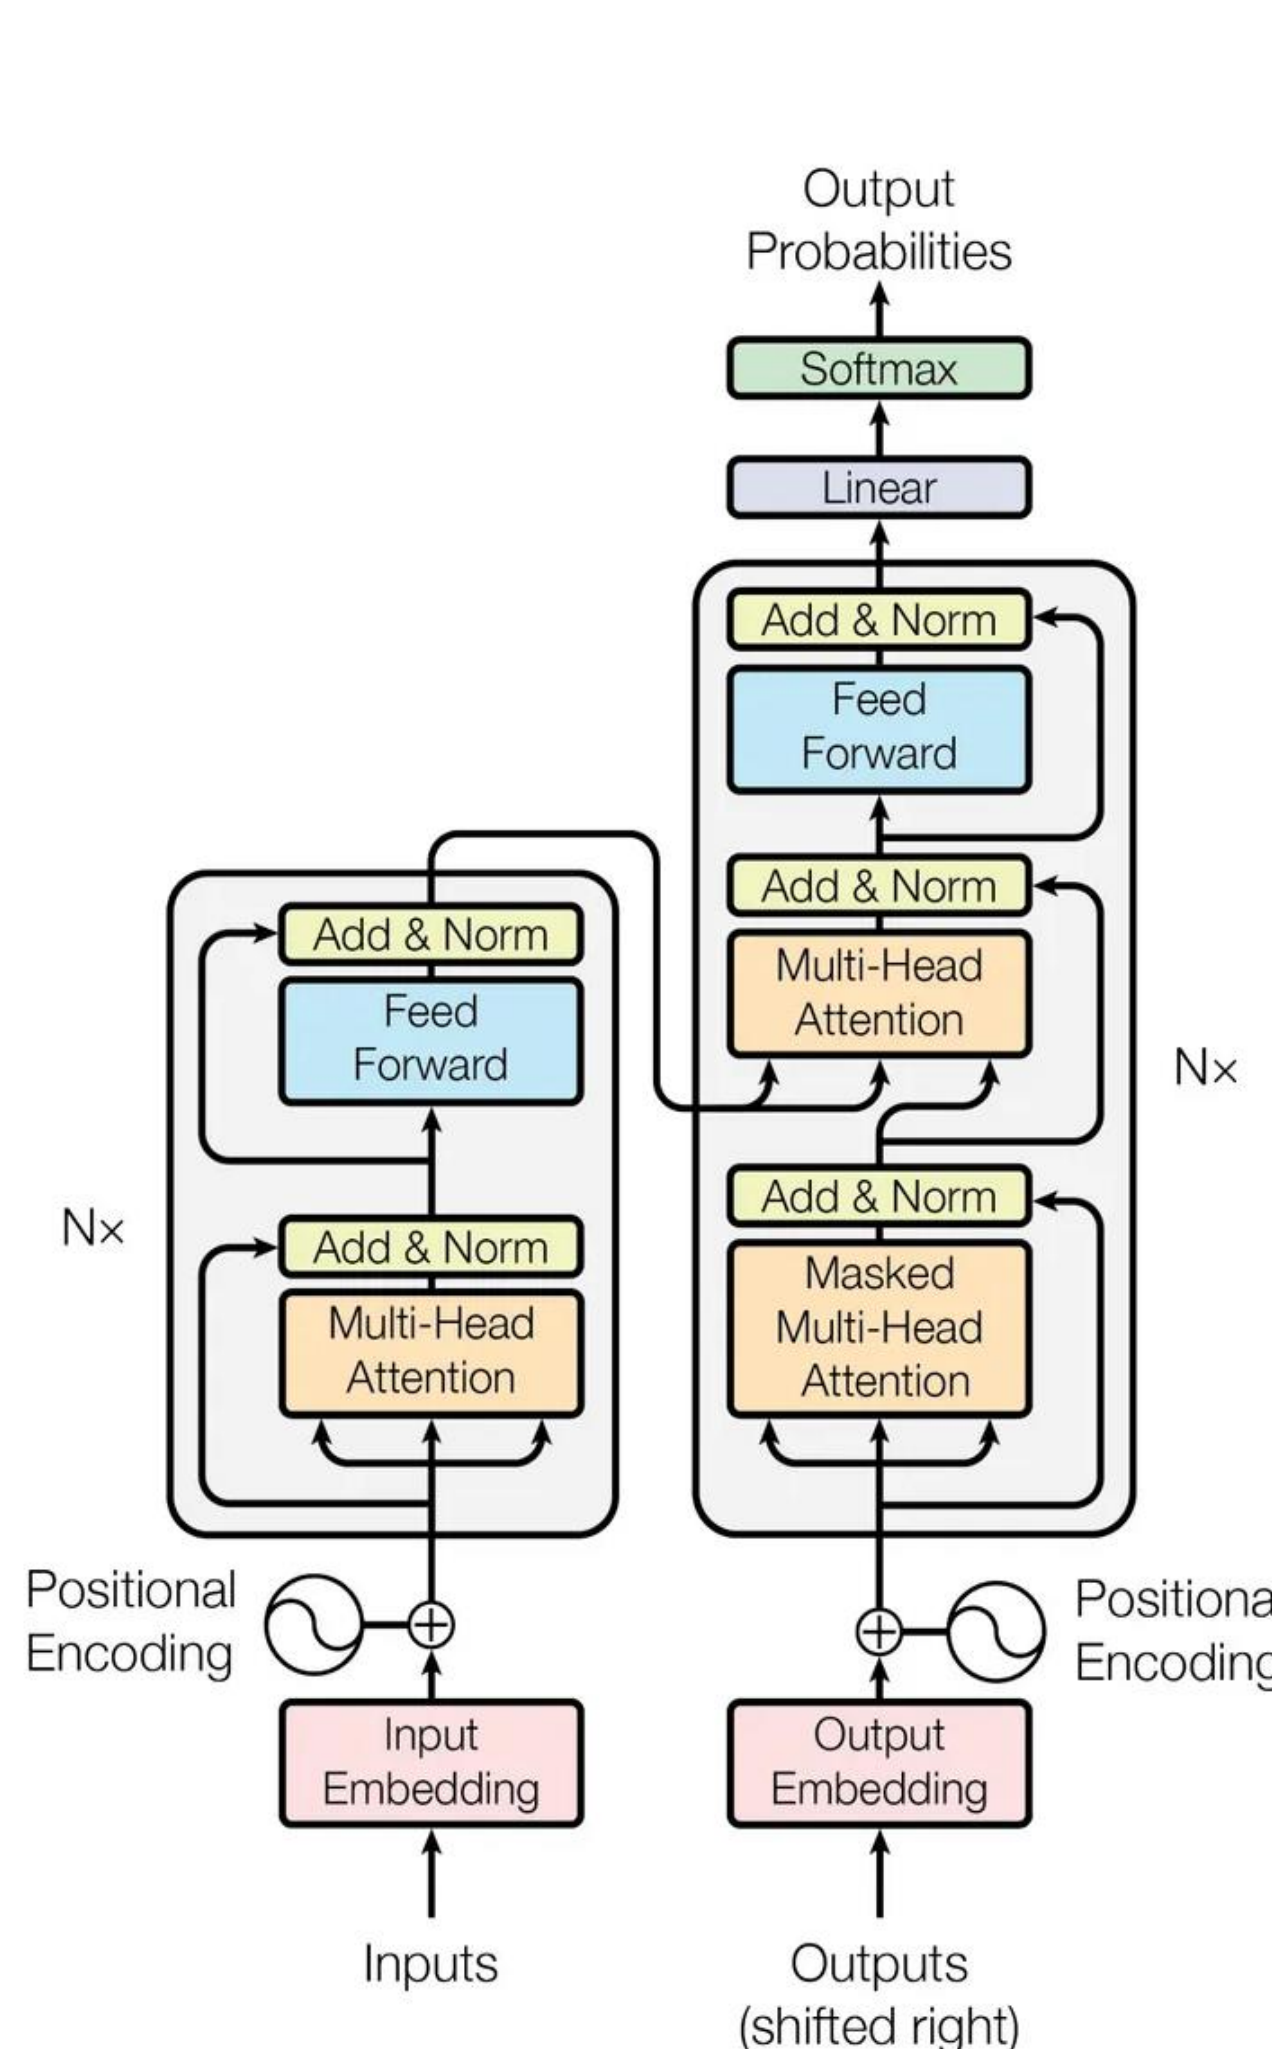 Output
Probabilities
Softmax
Linear
Add & Norm
Feed
Forward
Add & Norm
Multi-Head
Attention
Nx
Add & Norm
Masked
Multi-Head
Attention
Add & Norm
Feed
Forward
Nx
Add & Norm
Multi-Head
Attention
Positional
Encoding
Positiona
Encoding
Input
Embedding
Output
Embedding
Inputs
Outputs
(shifted right)